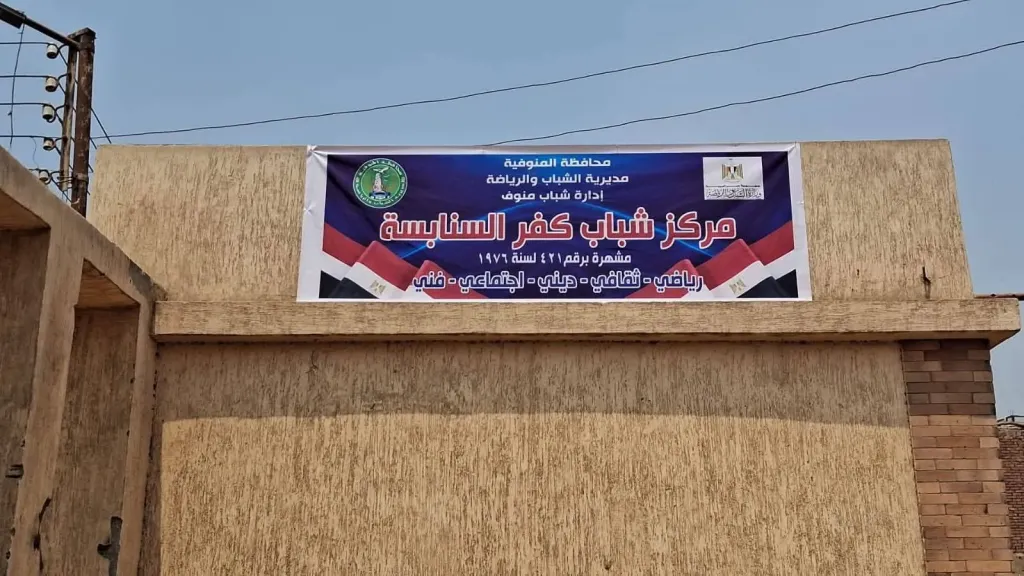 محافظة المنوفية
مديرية الشباب والرياضة
إدارة شباب منوف
مركز شباب كفر السنابسة
مشهرة برقم ٤٢١ لسنة ١٩٧٦
رياضي - ثقافي - ديني - اجتماعي - فني